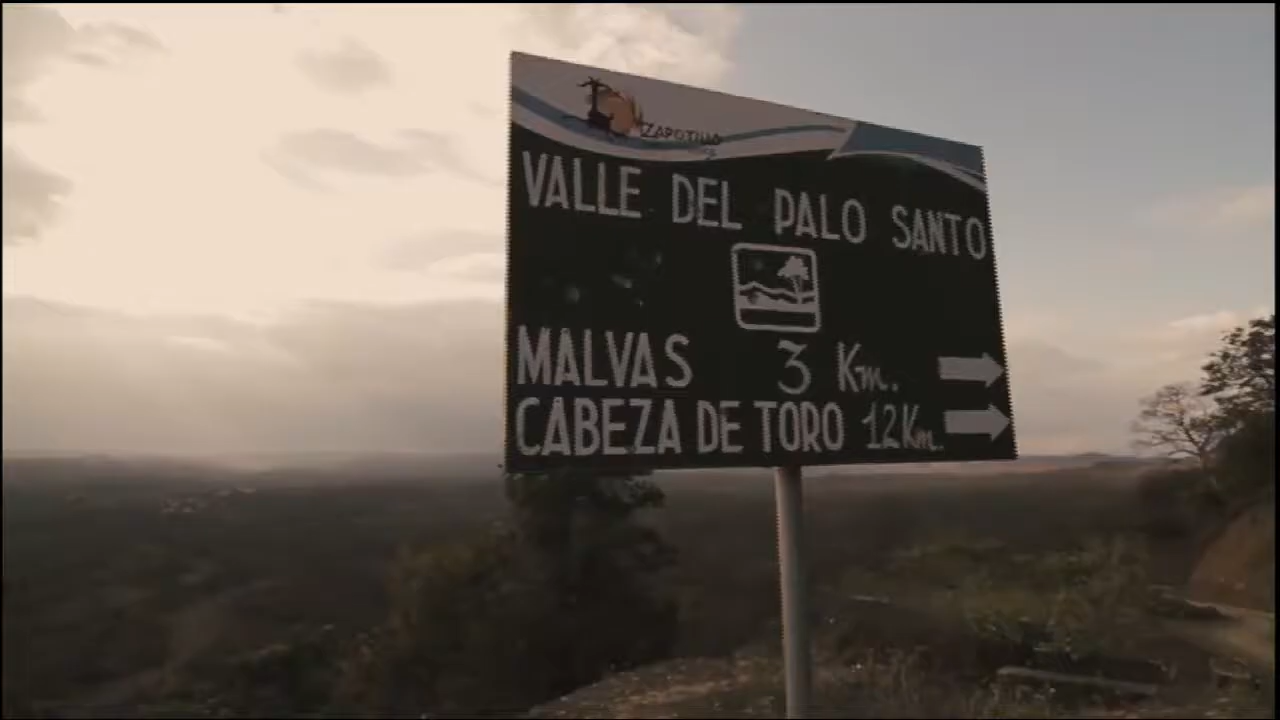 ZAPOTILLO
VALLE DEL PALO SANTO
MALVAS 3 Km.
CABEZA DE TORO 12 Km.